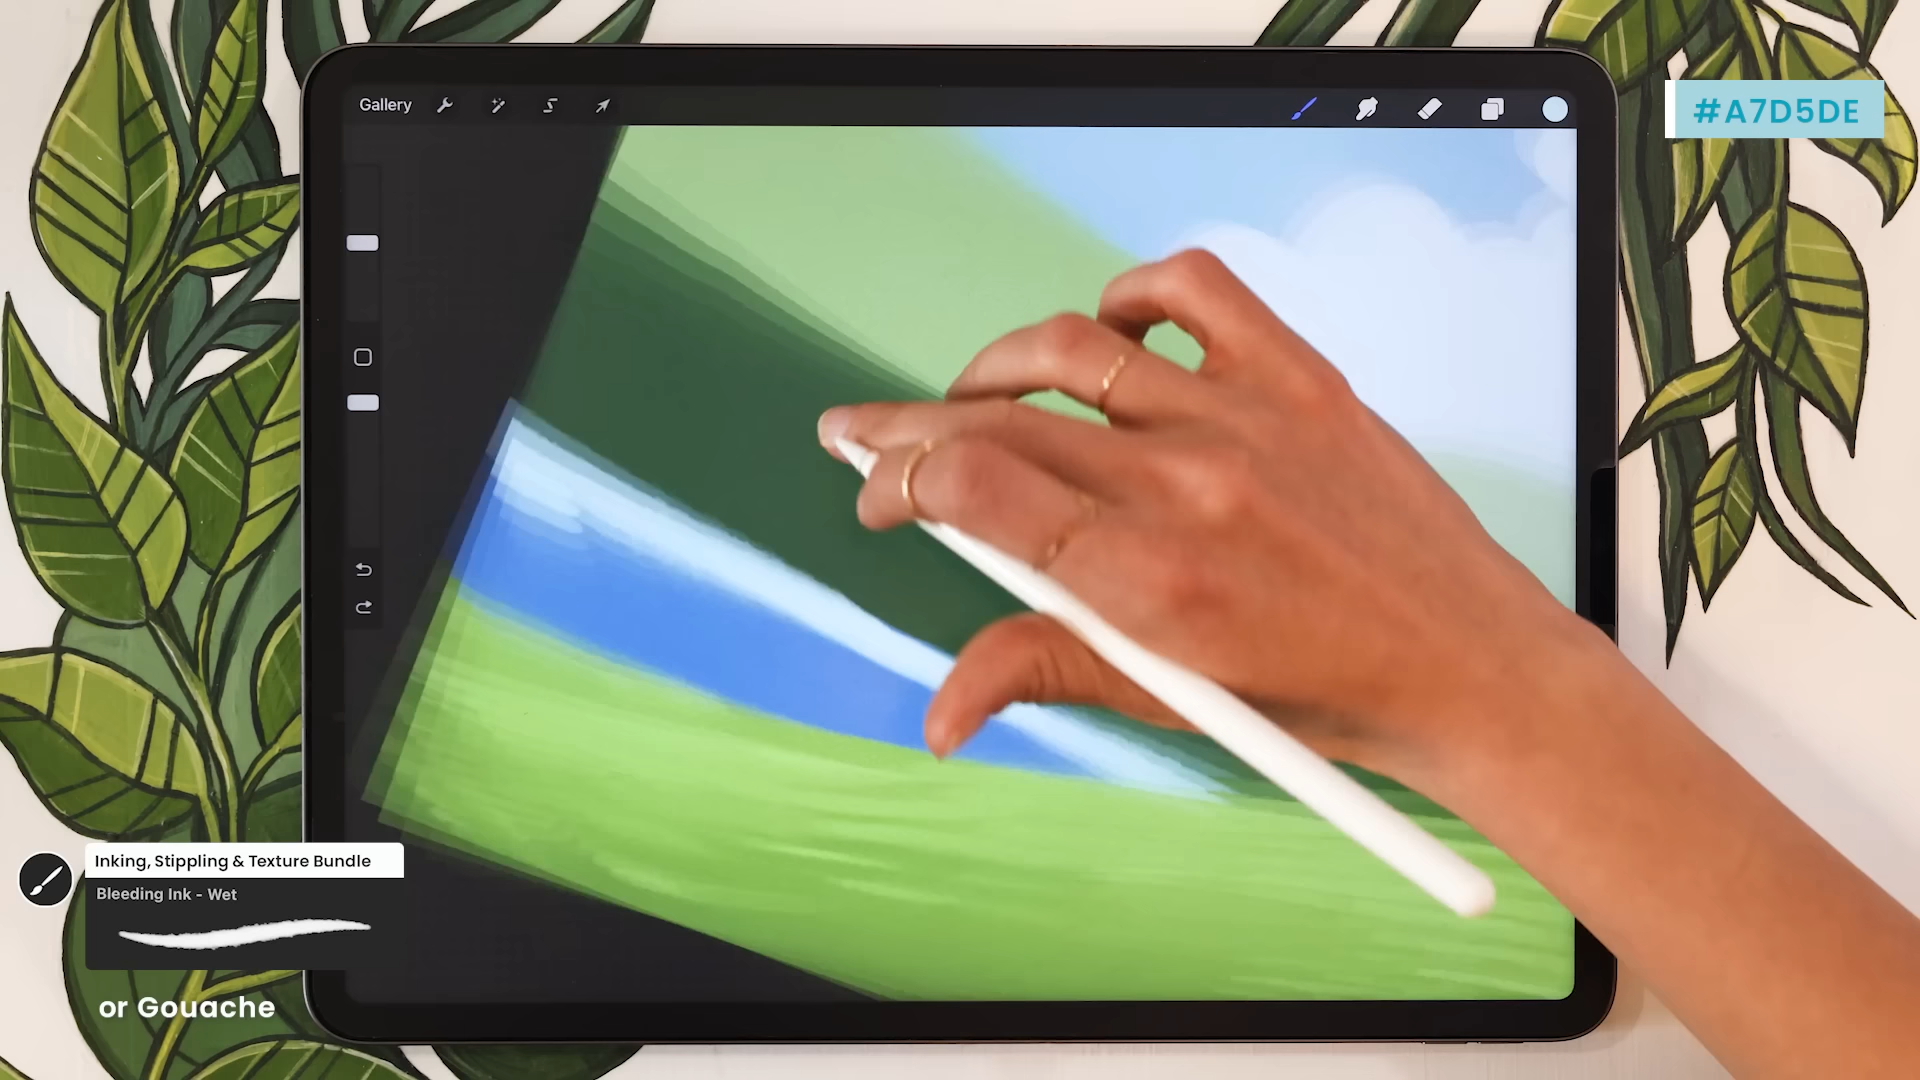 Gallery
#A7D5DE
Inking, Stippling & Texture Bundle
Bleeding Ink - Wet
or Gouache